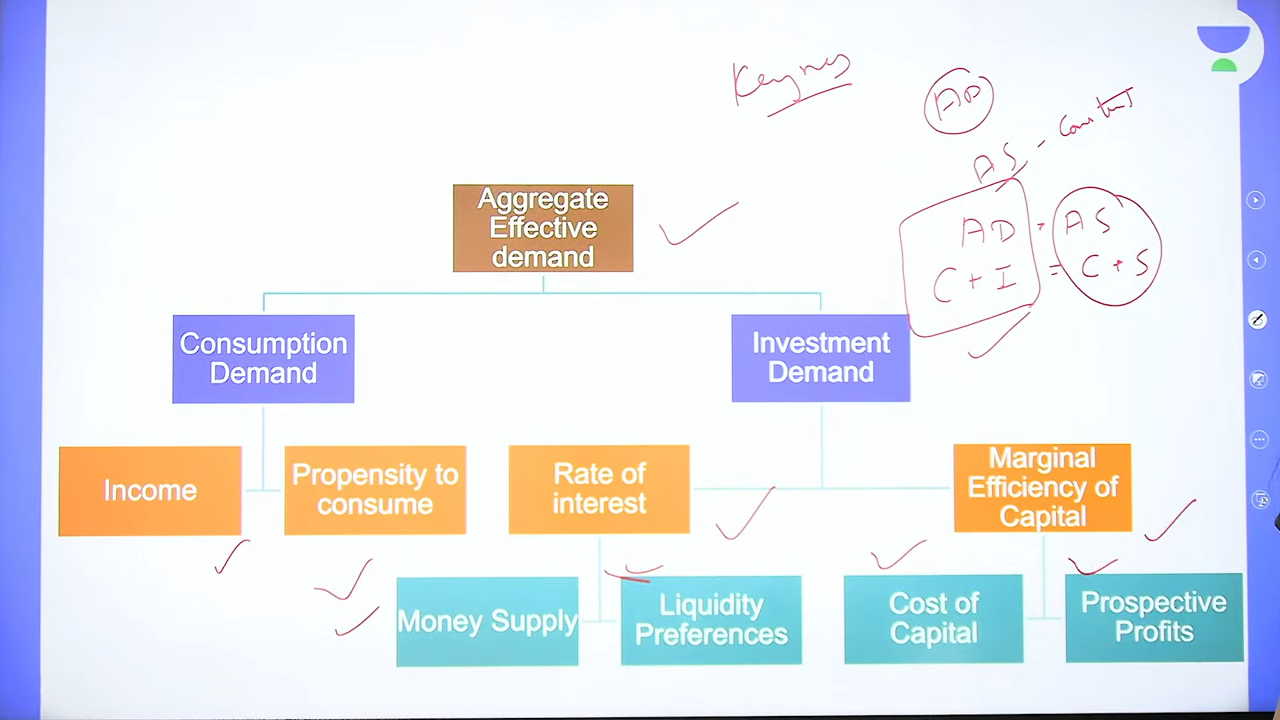 Keynes
AD
AS - Constant
AD = AS
C + I = C + S
Aggregate
Effective
demand
Consumption
Demand
Investment
Demand
Income
Propensity to
consume
Rate of
interest
Marginal
Efficiency of
Capital
Money Supply
Liquidity
Preferences
Cost of
Capital
Prospective
Profits